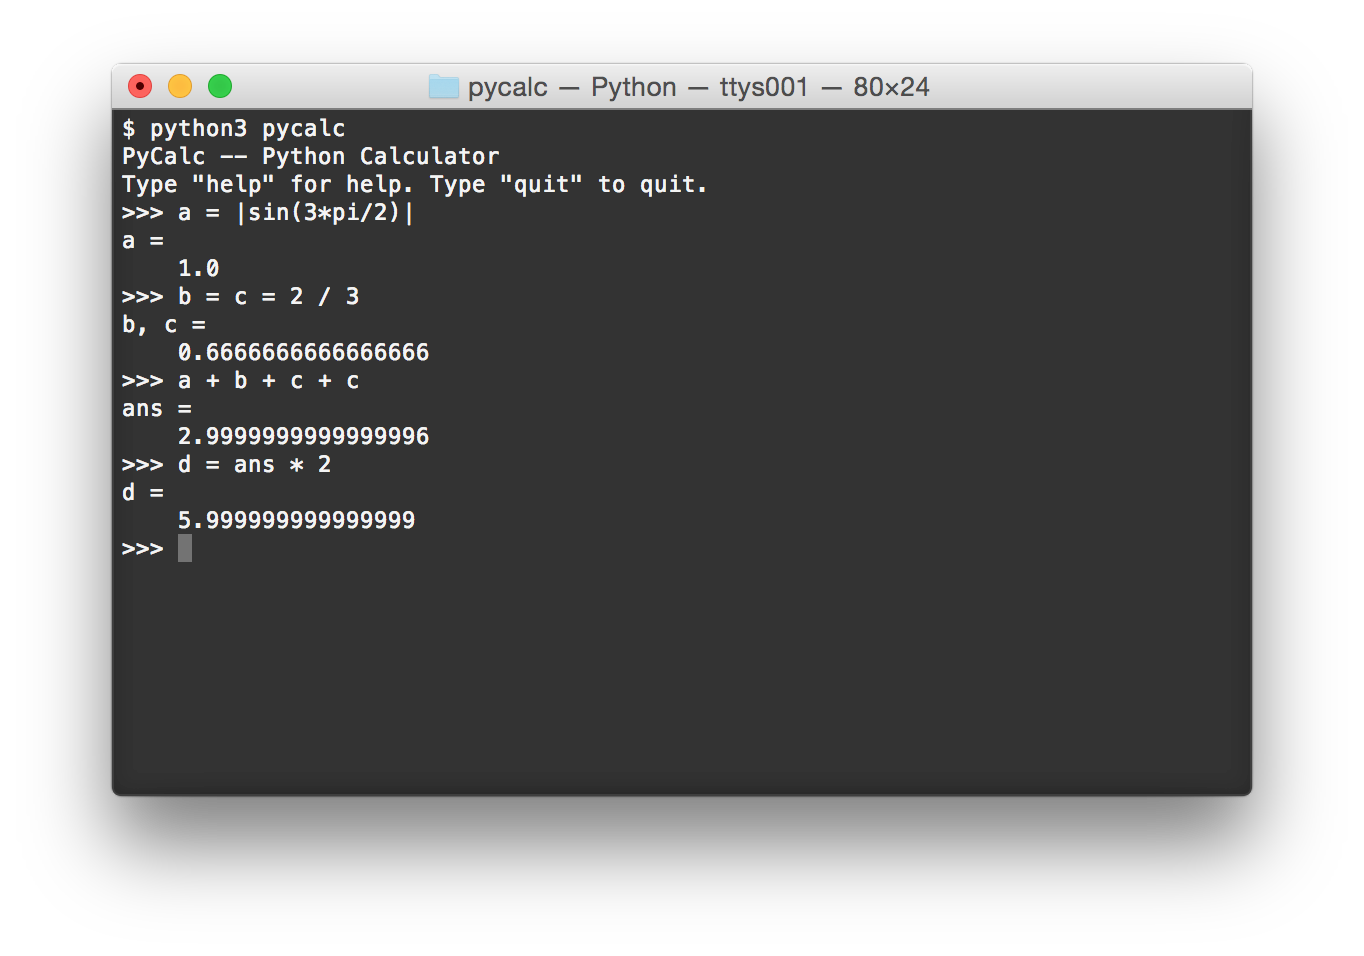 pycalc — Python — ttys001 — 80×24
$ python3 pycalc
PyCalc -- Python Calculator
Type "help" for help. Type "quit" to quit.
>>> a = |sin(3*pi/2)|
a =
    1.0
>>> b = c = 2 / 3
b, c =
    0.6666666666666666
>>> a + b + c + c
ans =
    2.9999999999999996
>>> d = ans * 2
d =
    5.999999999999999
>>>